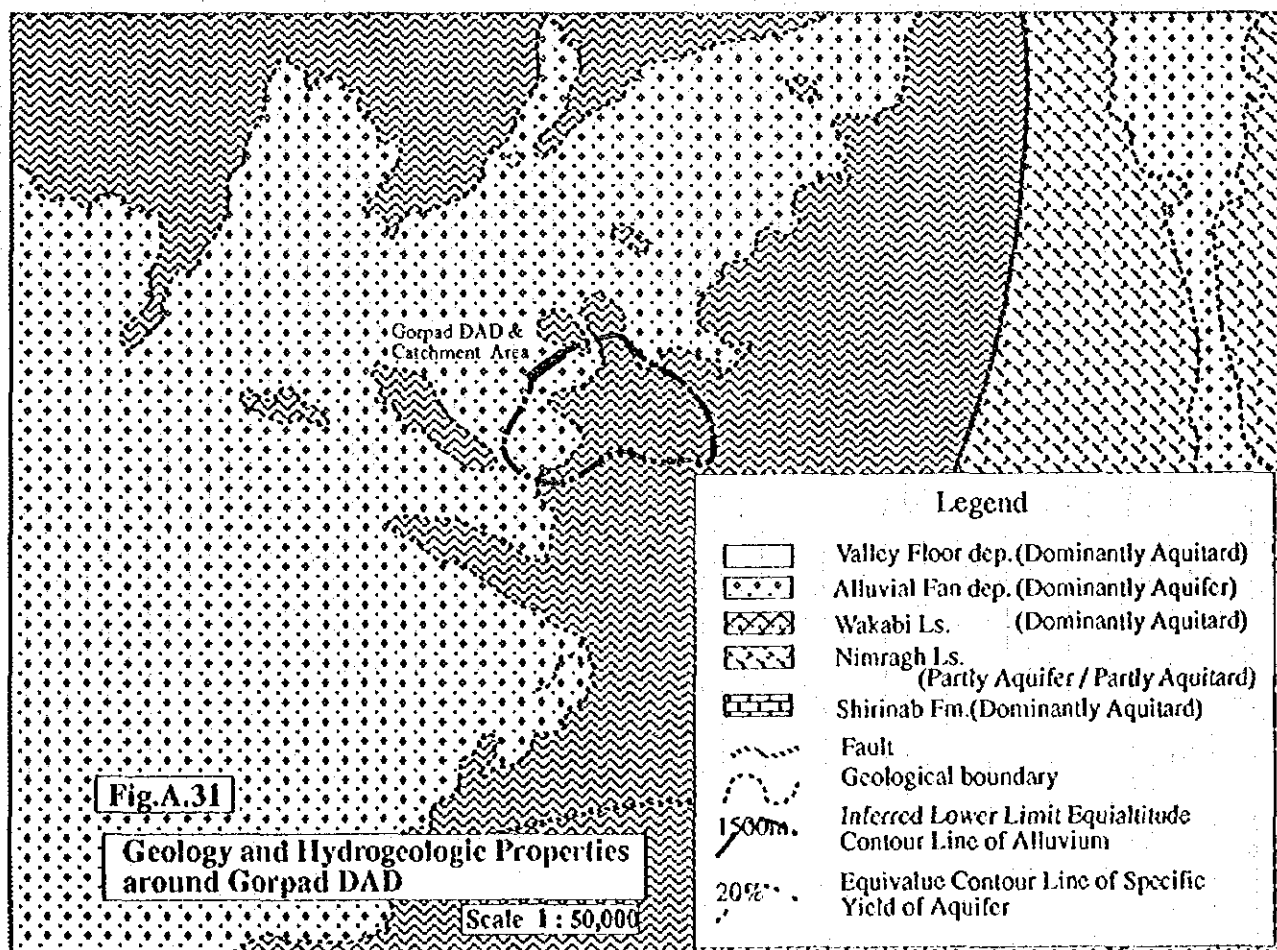 Gorpad DAD &
Catchment Area
Legend
Valley Floor dep. (Dominantly Aquitard)
Alluvial Fan dep. (Dominantly Aquifer)
Wakabi Ls. (Dominantly Aquitard)
Nimragh Ls.
(Partly Aquifer / Partly Aquitard)
Shirinab Fm. (Dominantly Aquitard)
Fault
Geological boundary
1500m
Inferred Lower Limit Equialtitude
Contour Line of Alluvium
20%
Equivalue Contour Line of Specific
Yield of Aquifer
Fig.A.31
Geology and Hydrogeologic Properties
around Gorpad DAD
Scale 1 : 50,000